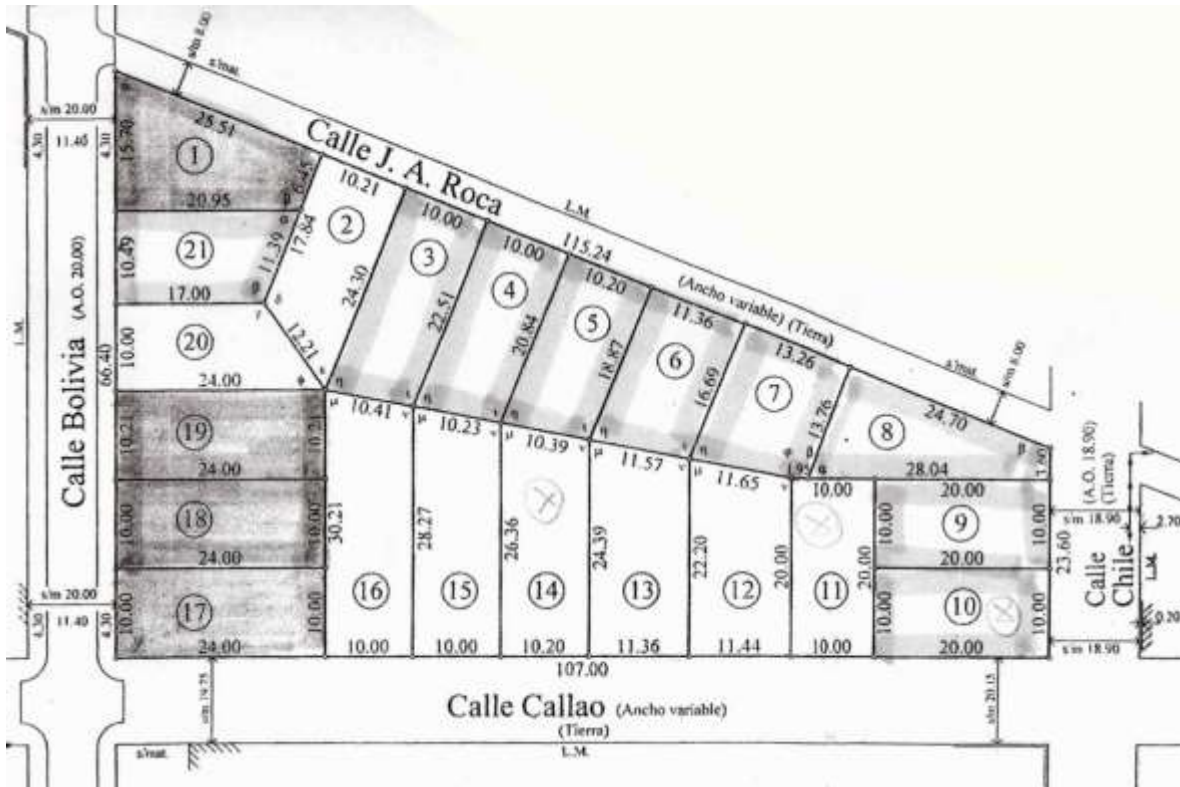 s/m 8.00
s/mat.
s/m 20.00
4.30
11.40
4.30
15.70
25.51
1
6.45
20.95
β
Calle J. A. Roca
10.21
L.M.
115.24
(Ancho variable) (Tierra)
s/mat.
s/m 8.00
10.49
21
11.39
17.84
2
α
17.00
β
δ
24.30
10.00
3
22.51
10.00
4
20.84
10.20
5
18.87
11.36
6
16.69
13.26
7
13.76
24.70
8
28.04
β
10.00
20
12.21
24.00
Calle Bolivia (A.O. 20.00)
66.40
L.M.
10.21
19
10.21
24.00
10.00
18
10.00
24.00
10.00
17
10.00
24.00
μ
η
10.41
ι
μ
η
10.23
ι
ν
μ
η
10.39
ι
ν
μ
η
11.57
ι
ν
μ
η
11.65
φ
β
ν
1.95
α
10.00
30.21
28.27
26.36
24.39
22.20
20.00
20.00
16
15
14
13
12
11
10.00
10.00
10.20
11.36
11.44
10.00
107.00
20.00
10.00
9
10.00
20.00
10.00
10
10.00
20.00
23.60
(A.O. 18.90)
(Tierra)
s/m 18.90
2.70
Calle
Chile
L.M.
0.20
s/m 18.90
s/m 20.00
4.30
11.40
4.30
s/m 19.75
s/m 20.15
Calle Callao (Ancho variable)
(Tierra)
s/mat.
L.M.